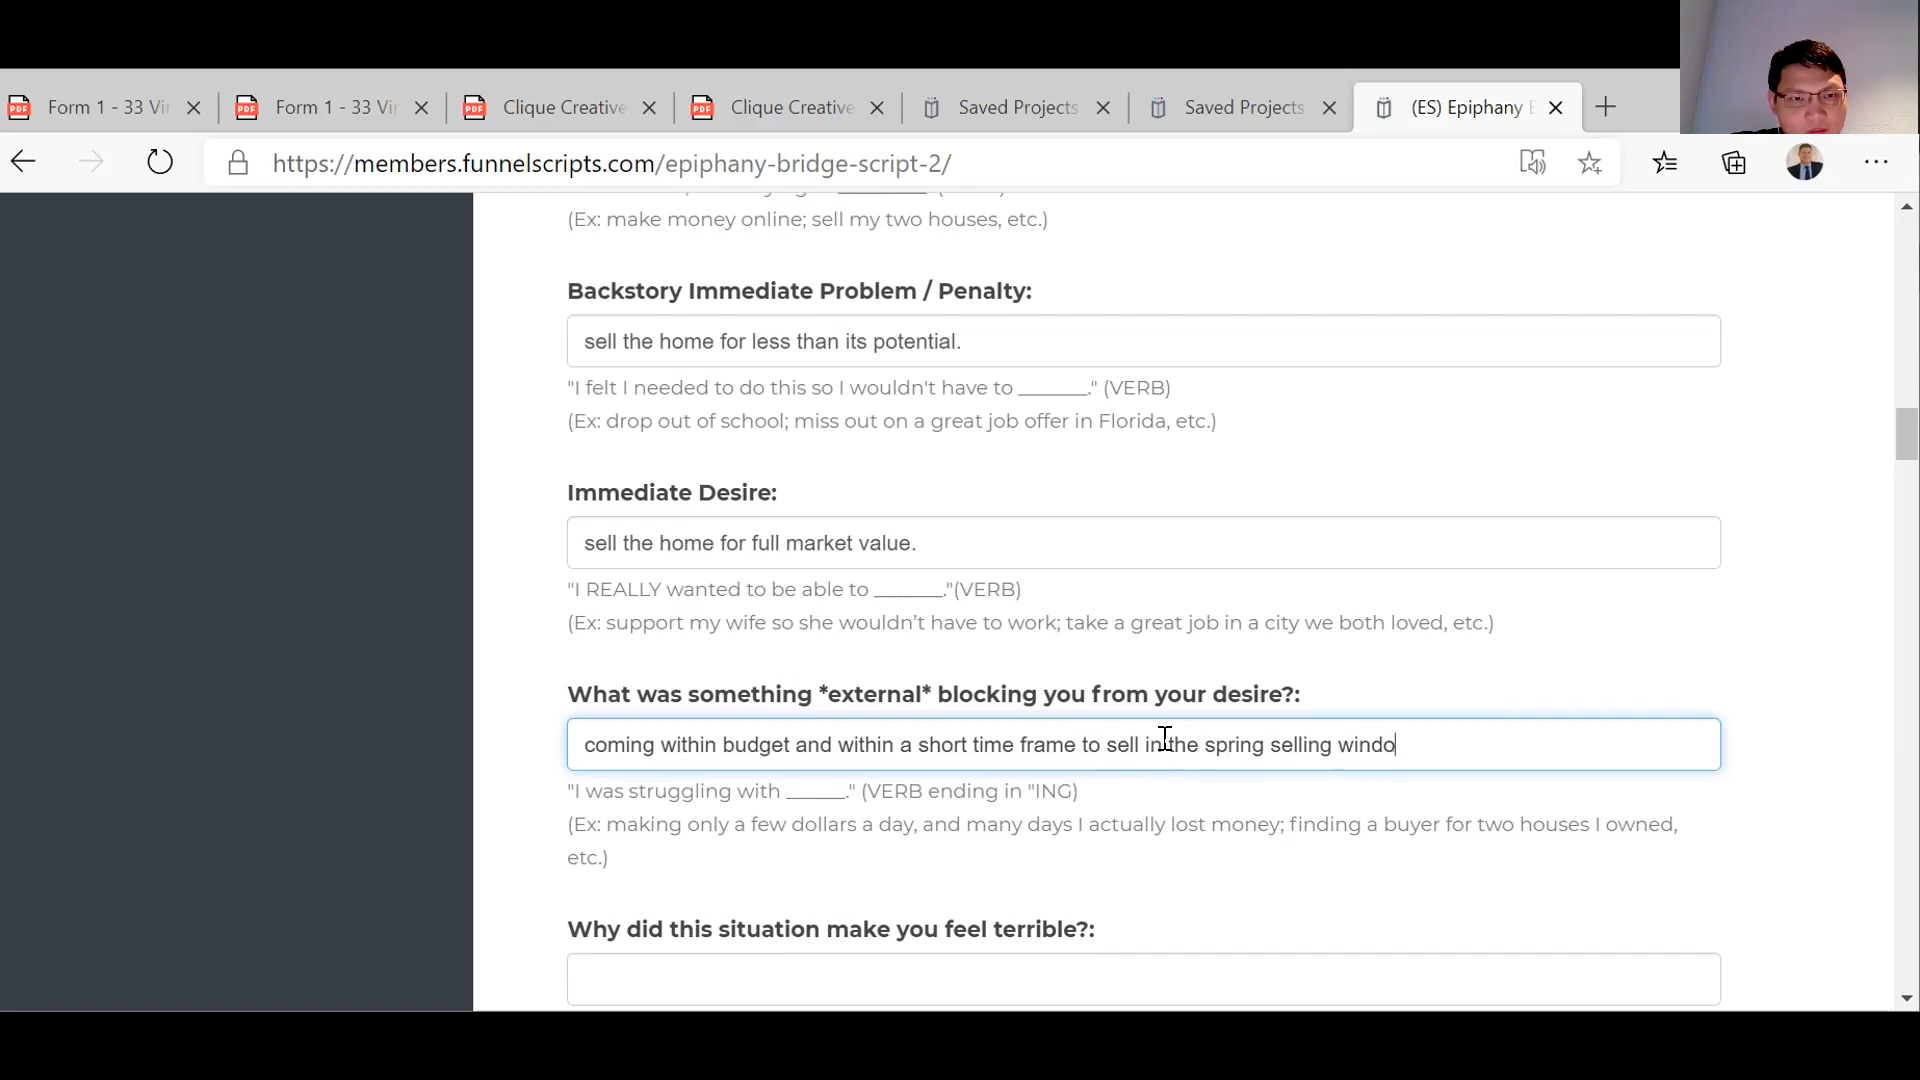 Form 1 - 33 Vir
Form 1 - 33 Vir
Clique Creative
Clique Creative
Saved Projects
Saved Projects
(ES) Epiphany
https://members.funnelscripts.com/epiphany-bridge-script-2/
(Ex: make money online; sell my two houses, etc.)
Backstory Immediate Problem / Penalty:
sell the home for less than its potential.
"I felt I needed to do this so I wouldn't have to ______." (VERB)
(Ex: drop out of school; miss out on a great job offer in Florida, etc.)
Immediate Desire:
sell the home for full market value.
"I REALLY wanted to be able to ______."(VERB)
(Ex: support my wife so she wouldn’t have to work; take a great job in a city we both loved, etc.)
What was something *external* blocking you from your desire?:
coming within budget and within a short time frame to sell in the spring selling windo
"I was struggling with _____." (VERB ending in "ING)
(Ex: making only a few dollars a day, and many days I actually lost money; finding a buyer for two houses I owned,
etc.)
Why did this situation make you feel terrible?: